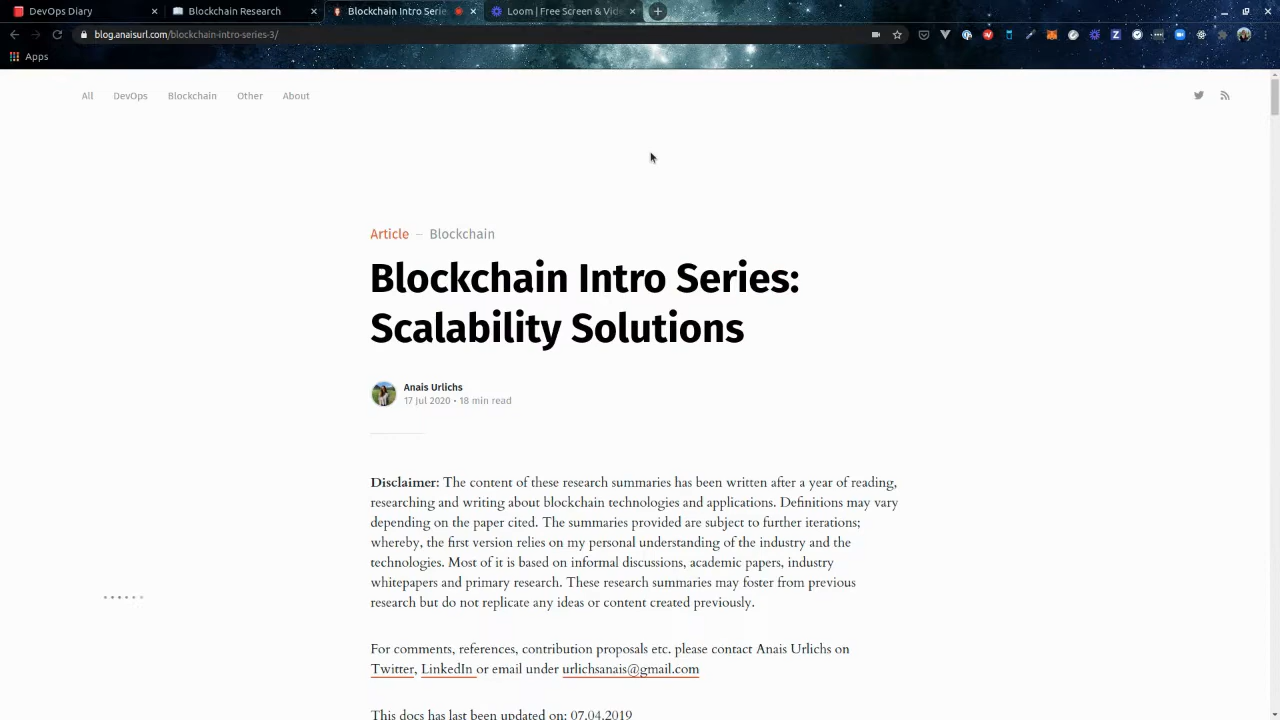 DevOps Diary
Blockchain Research
Blockchain Intro Serie
Loom | Free Screen & Vide
blog.anaisurl.com/blockchain-intro-series-3/
Apps
All DevOps Blockchain Other About
Article – Blockchain
Blockchain Intro Series:
Scalability Solutions
Anais Urlichs
17 Jul 2020 • 18 min read
Disclaimer: The content of these research summaries has been written after a year of reading,
researching and writing about blockchain technologies and applications. Definitions may vary
depending on the paper cited. The summaries provided are subject to further iterations;
whereby, the first version relies on my personal understanding of the industry and the
technologies. Most of it is based on informal discussions, academic papers, industry
whitepapers and primary research. These research summaries may foster from previous
research but do not replicate any ideas or content created previously.
For comments, references, contribution proposals etc. please contact Anais Urlichs on
Twitter, LinkedIn or email under urlichsanais@gmail.com
This docs has last been updated on: 07.04.2019